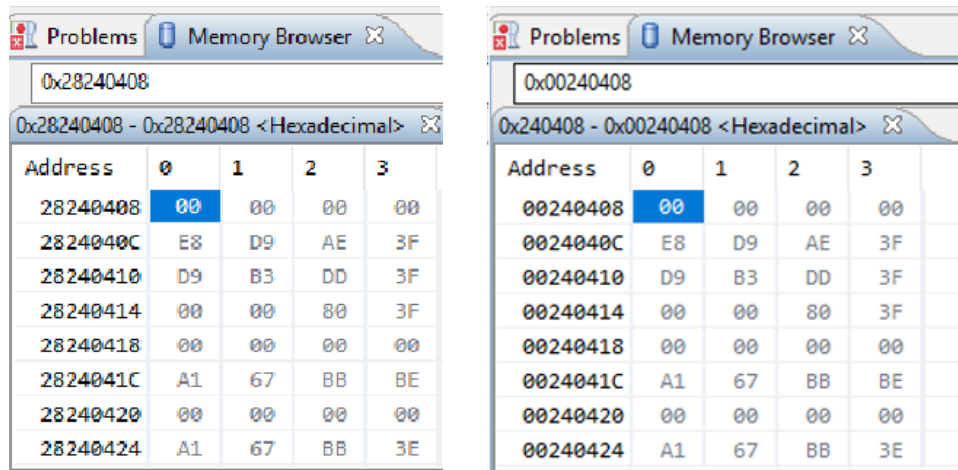 Problems Memory Browser
0x28240408
0x28240408 - 0x28240408 <Hexadecimal>
Address 0 1 2 3
28240408 00 00 00 00
2824040C E8 D9 AE 3F
28240410 D9 B3 DD 3F
28240414 00 00 80 3F
28240418 00 00 00 00
2824041C A1 67 BB BE
28240420 00 00 00 00
28240424 A1 67 BB 3E
Problems Memory Browser
0x00240408
0x240408 - 0x00240408 <Hexadecimal>
Address 0 1 2 3
00240408 00 00 00 00
0024040C E8 D9 AE 3F
00240410 D9 B3 DD 3F
00240414 00 00 80 3F
00240418 00 00 00 00
0024041C A1 67 BB BE
00240420 00 00 00 00
00240424 A1 67 BB 3E